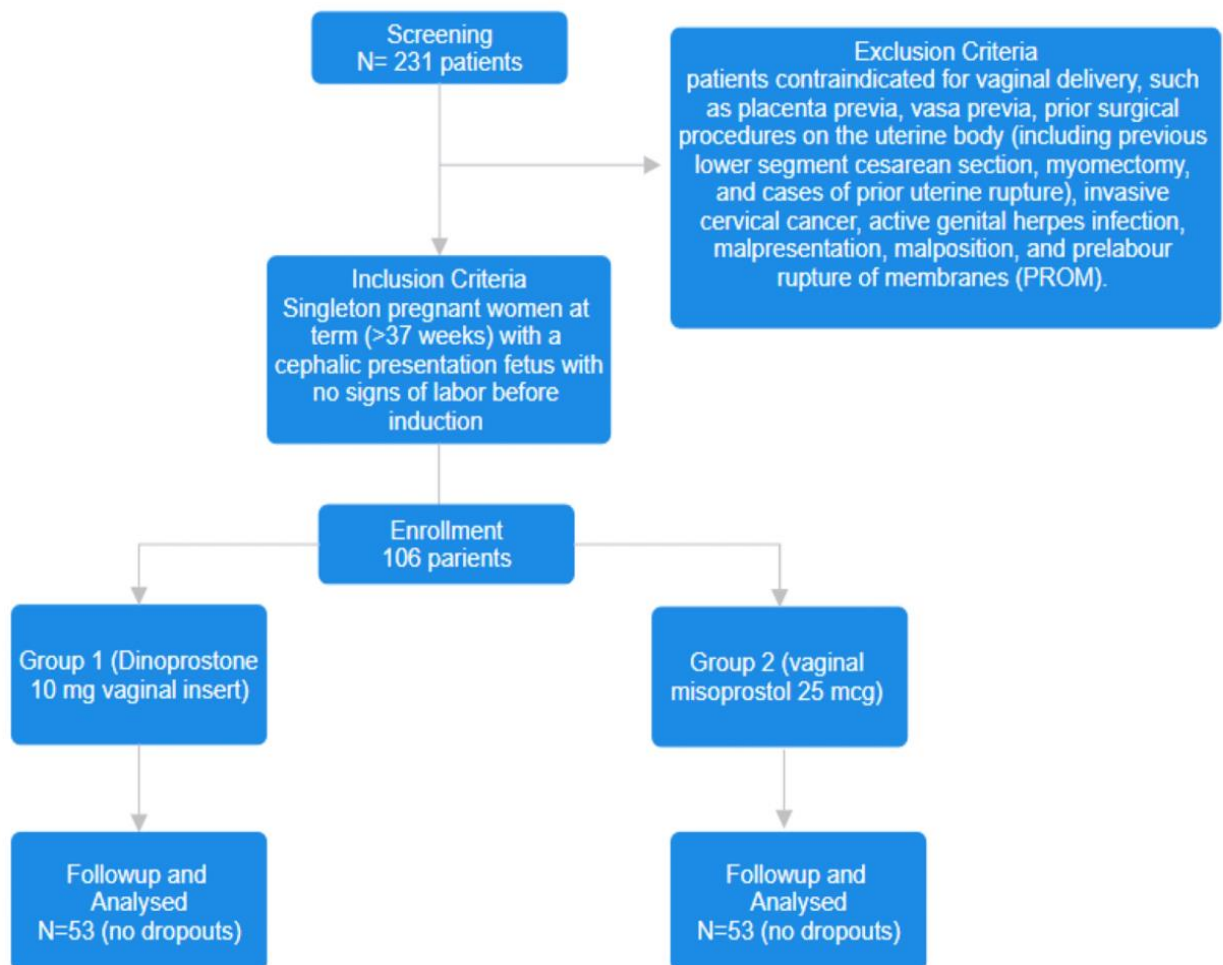 Screening
N= 231 patients
Exclusion Criteria
patients contraindicated for vaginal delivery, such
as placenta previa, vasa previa, prior surgical
procedures on the uterine body (including previous
lower segment cesarean section, myomectomy,
and cases of prior uterine rupture), invasive
cervical cancer, active genital herpes infection,
malpresentation, malposition, and prelabour
rupture of membranes (PROM).
Inclusion Criteria
Singleton pregnant women at
term (>37 weeks) with a
cephalic presentation fetus with
no signs of labor before
induction
Enrollment
106 parients
Group 1 (Dinoprostone
10 mg vaginal insert)
Group 2 (vaginal
misoprostol 25 mcg)
Followup and
Analysed
N=53 (no dropouts)
Followup and
Analysed
N=53 (no dropouts)